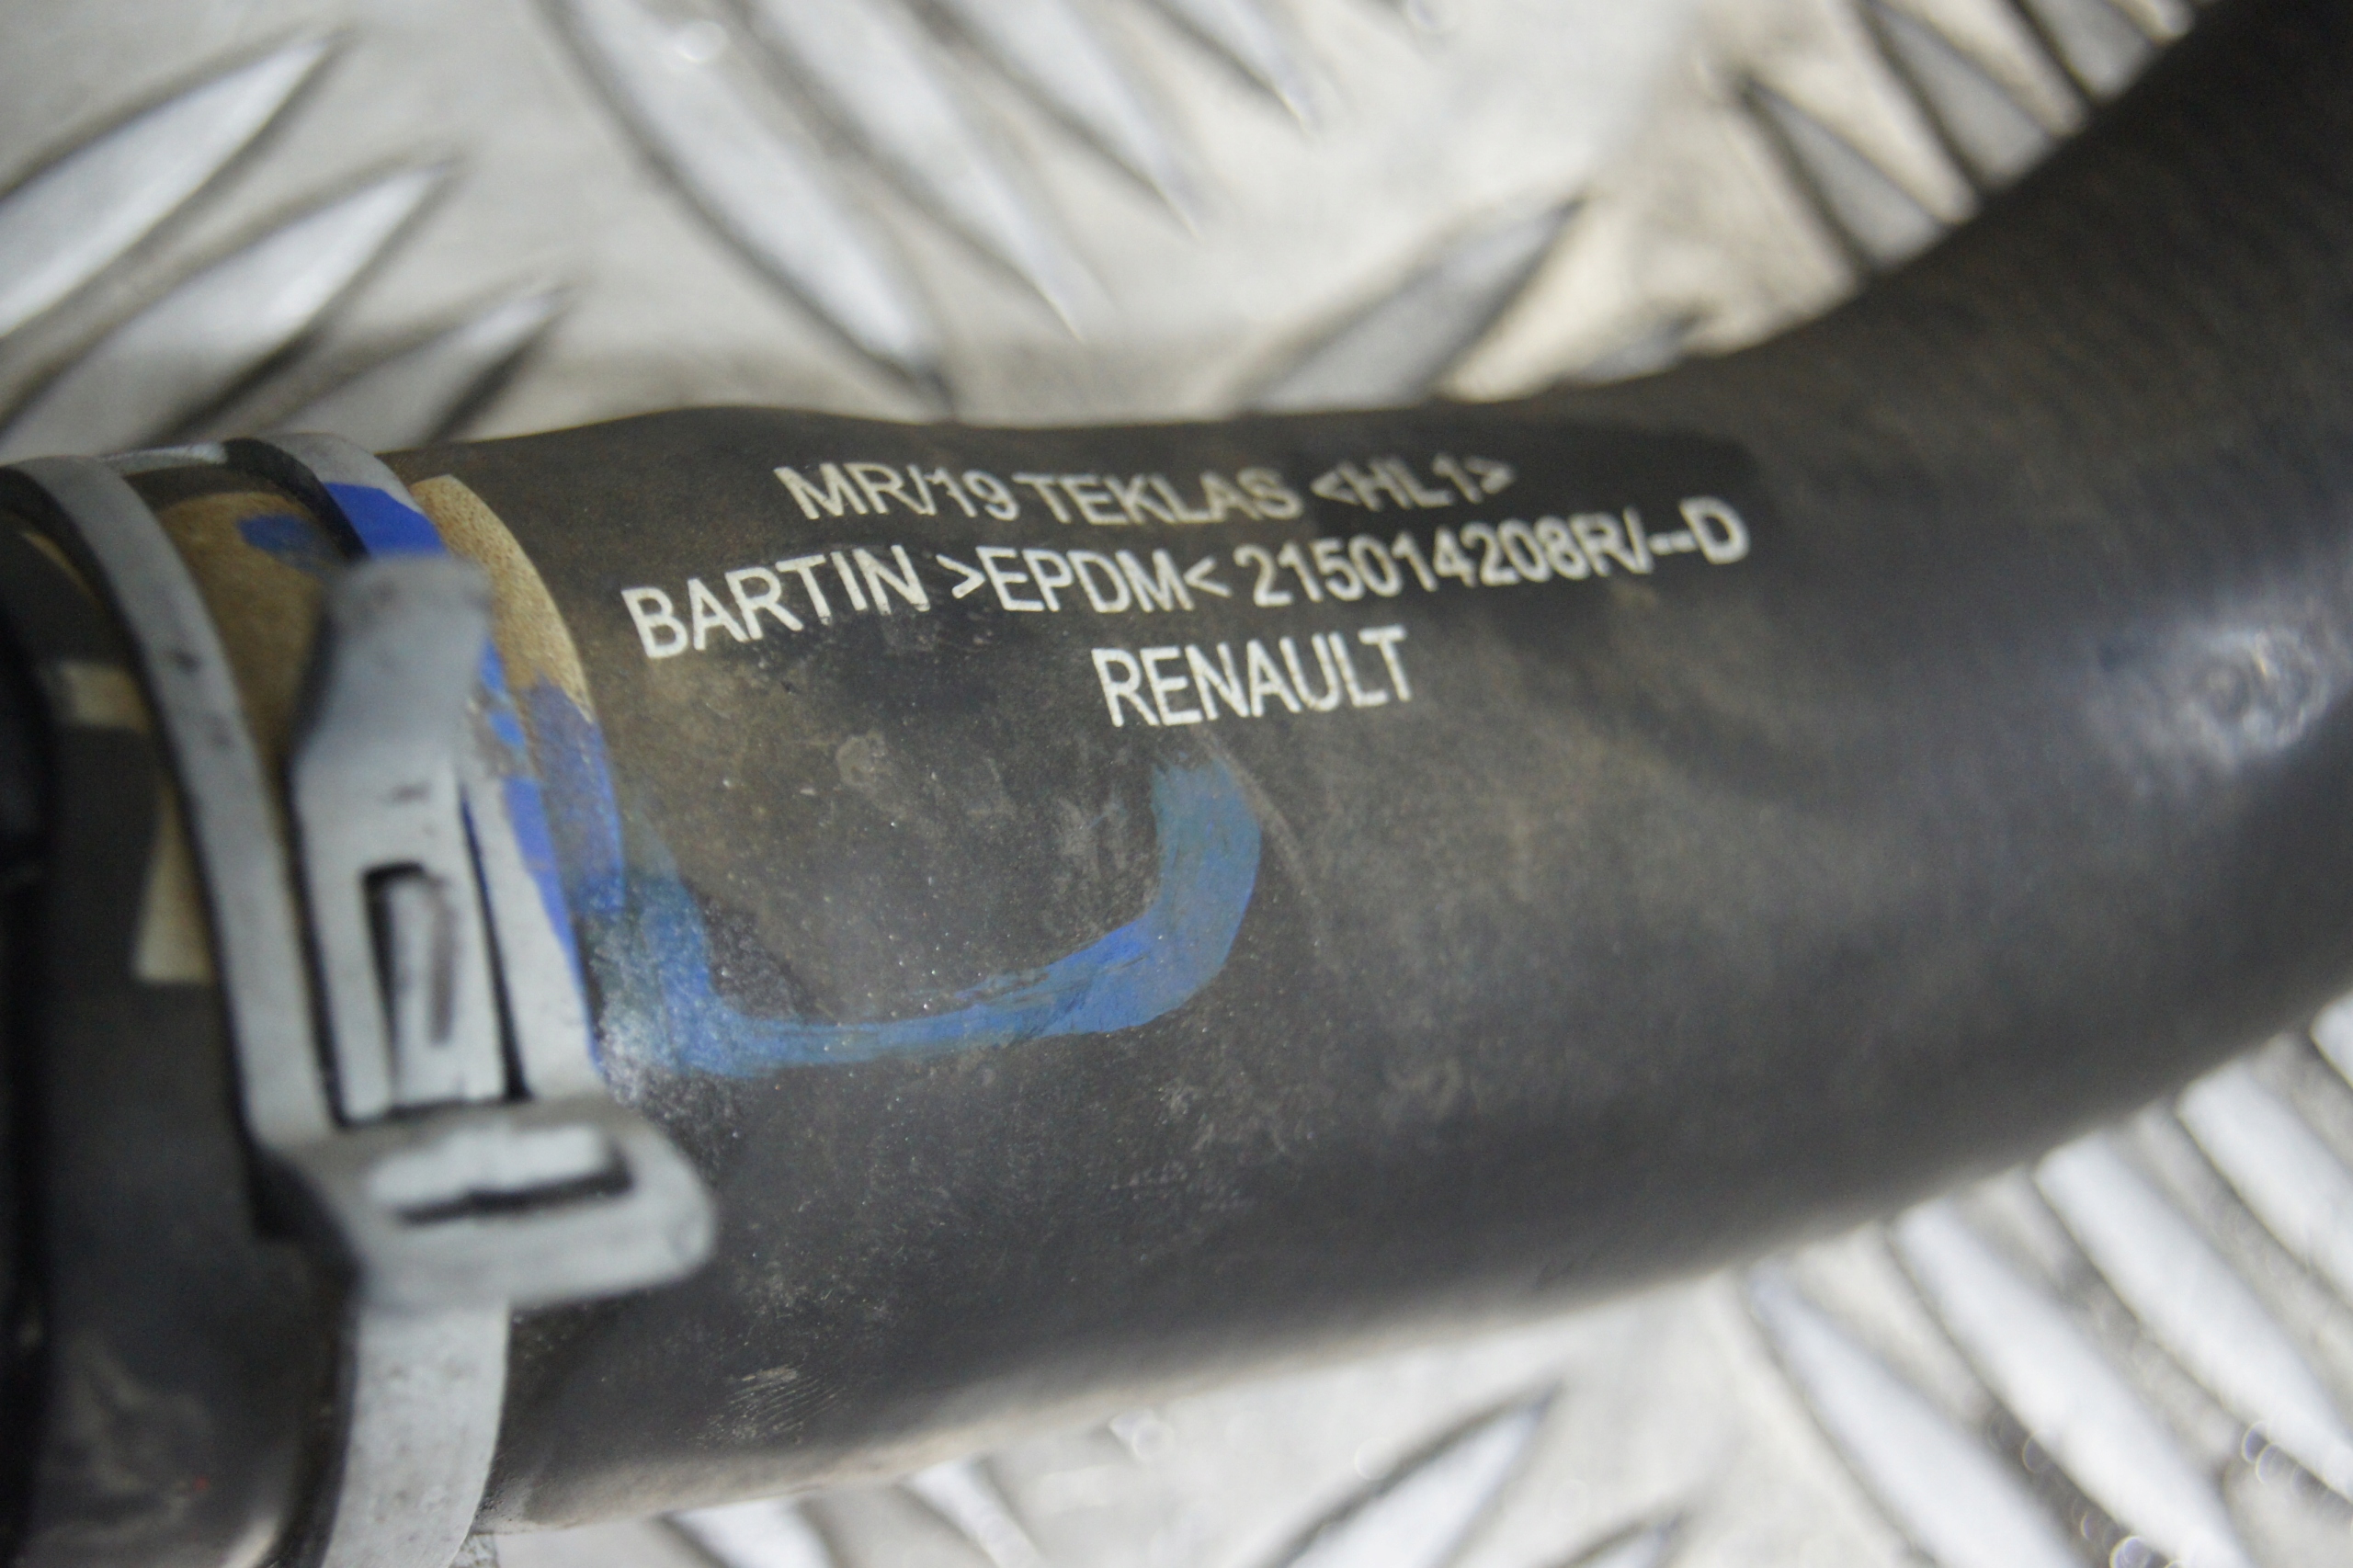 MR/19 TEKLAS <HL1>
BARTIN >EPDM< 215014208R/--D
RENAULT